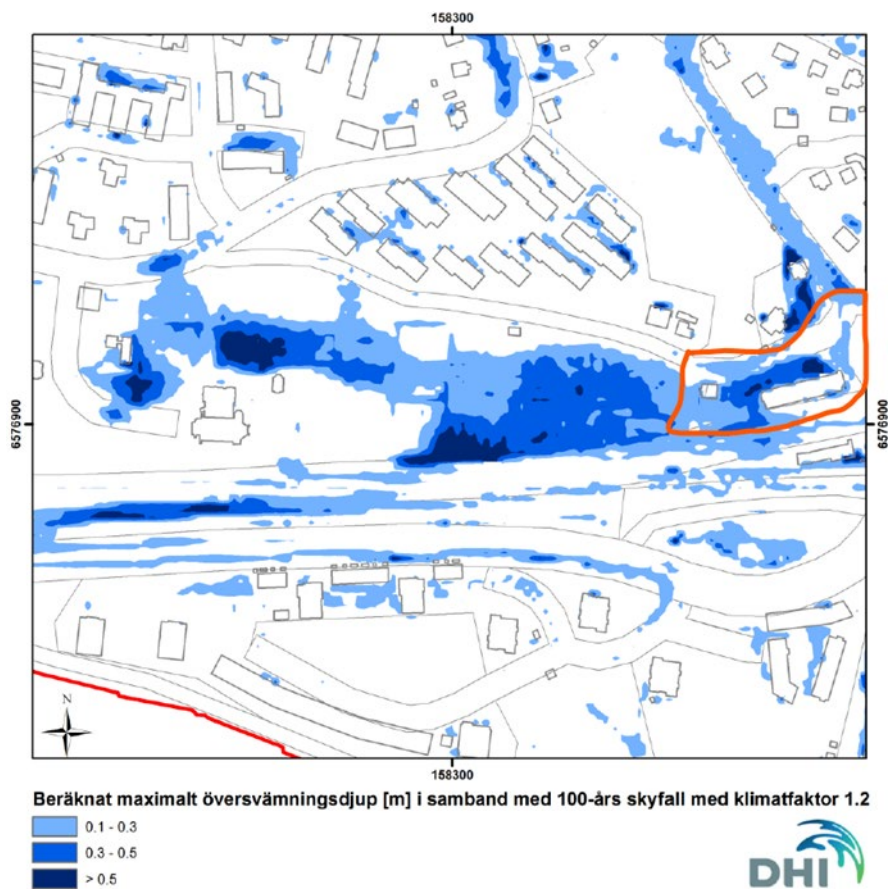 158300
6576900
6576900
N
158300
Beräknat maximalt översvämningsdjup [m] i samband med 100-års skyfall med klimatfaktor 1.2
0.1 - 0.3
0.3 - 0.5
> 0.5
DHI